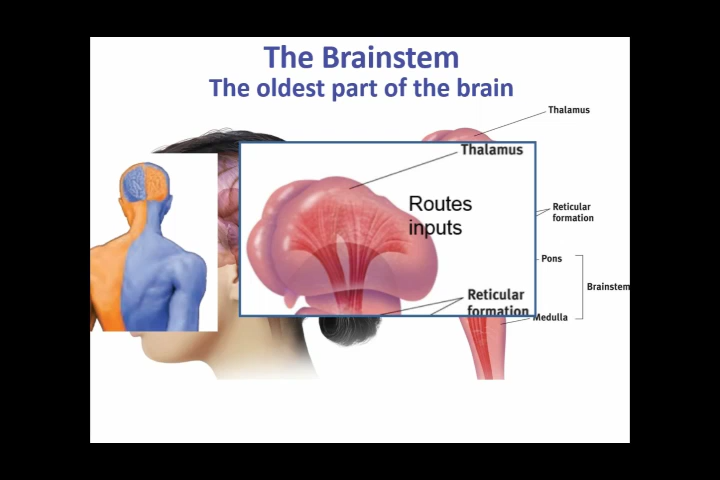 The Brainstem
The oldest part of the brain
Thalamus
Thalamus
Routes
inputs
Reticular
formation
Pons
Brainstem
Reticular
formation
Medulla